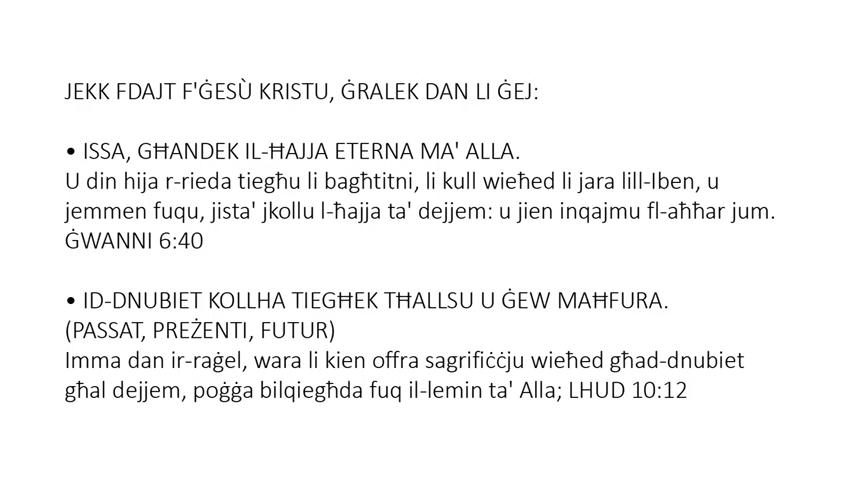 JEKK FDAJT F'ĠESÙ KRISTU, ĠRALEK DAN LI ĠEJ:
• ISSA, GĦANDEK IL-ĦAJJA ETERNA MA' ALLA.
U din hija r-rieda tiegħu li bagħtitni, li kull wieħed li jara lill-Iben, u
jemmen fuqu, jista' jkollu l-ħajja ta' dejjem: u jien inqajmu fl-aħħar jum.
ĠWANNI 6:40
• ID-DNUBIET KOLLHA TIEGĦEK TĦALLSU U ĠEW MAĦFURA.
(PASSAT, PREŻENTI, FUTUR)
Imma dan ir-raġel, wara li kien offra sagrifiċċju wieħed għad-dnubiet
għal dejjem, poġġa bilqiegħda fuq il-lemin ta' Alla; LHUD 10:12